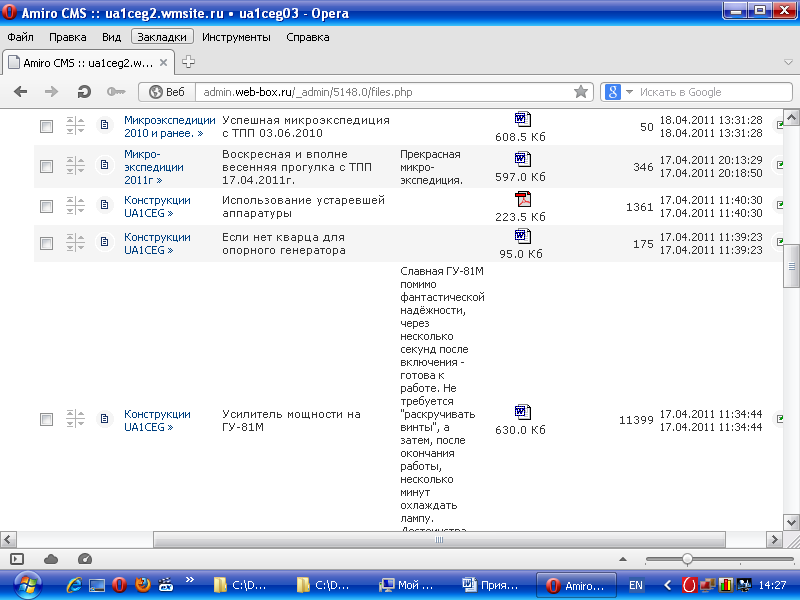 Amiro CMS :: ua1ceg2.wmsite.ru • ua1ceg03 - Opera
Файл Правка Вид Закладки Инструменты Справка
Amiro CMS :: ua1ceg2.w...
Веб admin.web-box.ru/_admin/5148.0/files.php Искать в Google
Микроэкспедиции
2010 и ранее. »
Успешная микроэкспедиция
с ТПП 03.06.2010
608.5 Кб
50
18.04.2011 13:31:28
18.04.2011 13:31:28
Микро-
экспедиции
2011г »
Воскресная и вполне
весенняя прогулка с ТПП
17.04.2011г.
Прекрасная
микро-
экспедиция.
597.0 Кб
346
17.04.2011 20:13:29
17.04.2011 20:18:50
Конструкции
UA1CEG »
Использование устаревшей
аппаратуры
223.5 Кб
1361
17.04.2011 11:40:30
17.04.2011 11:40:30
Конструкции
UA1CEG »
Если нет кварца для
опорного генератора
95.0 Кб
175
17.04.2011 11:39:23
17.04.2011 11:39:23
Конструкции
UA1CEG »
Усилитель мощности на
ГУ-81М
Славная ГУ-81М
помимо
фантастической
надёжности,
через
несколько
секунд после
включения -
готова к
работе. Не
требуется
"раскручивать
винты", а
затем, после
окончания
работы,
несколько
минут
охлаждать
лампу.
Достоинства
630.0 Кб
11399
17.04.2011 11:34:44
17.04.2011 11:34:44
C:\D... C:\D... Мой ... Прия... Amiro... EN 14:27